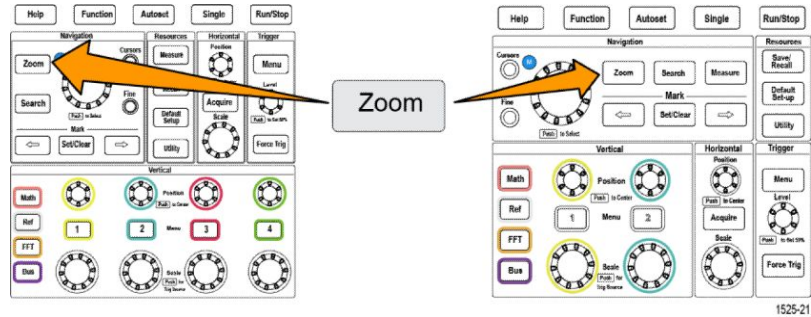 Help Function Autoset Single Run/Stop
Navigation Resources Horizontal Trigger
Cursors Measure Position Menu
Zoom
Level
Fine
Search Acquire
Default Setup
Push to Select Scale Push to Set 50%
Mark
Set/Clear Utility Force Trig
Vertical
Math Position
Push to Center
Ref 1 2 Menu 3 4
FFT
Bus Scale
Push for
Trig Source
Zoom
Help Function Autoset Single Run/Stop
Navigation Resources
Cursors M Save/Recall
Zoom Search Measure
Fine Mark Default Set-up
Set/Clear
Push to Select Utility
Vertical Horizontal Trigger
Position
Math Position Menu
Push to Center Push to Center Level
Ref 1 Menu 2 Acquire
Push to Set 50%
FFT Scale
Bus Scale Force Trig
Push for
Trig Source
1525-21